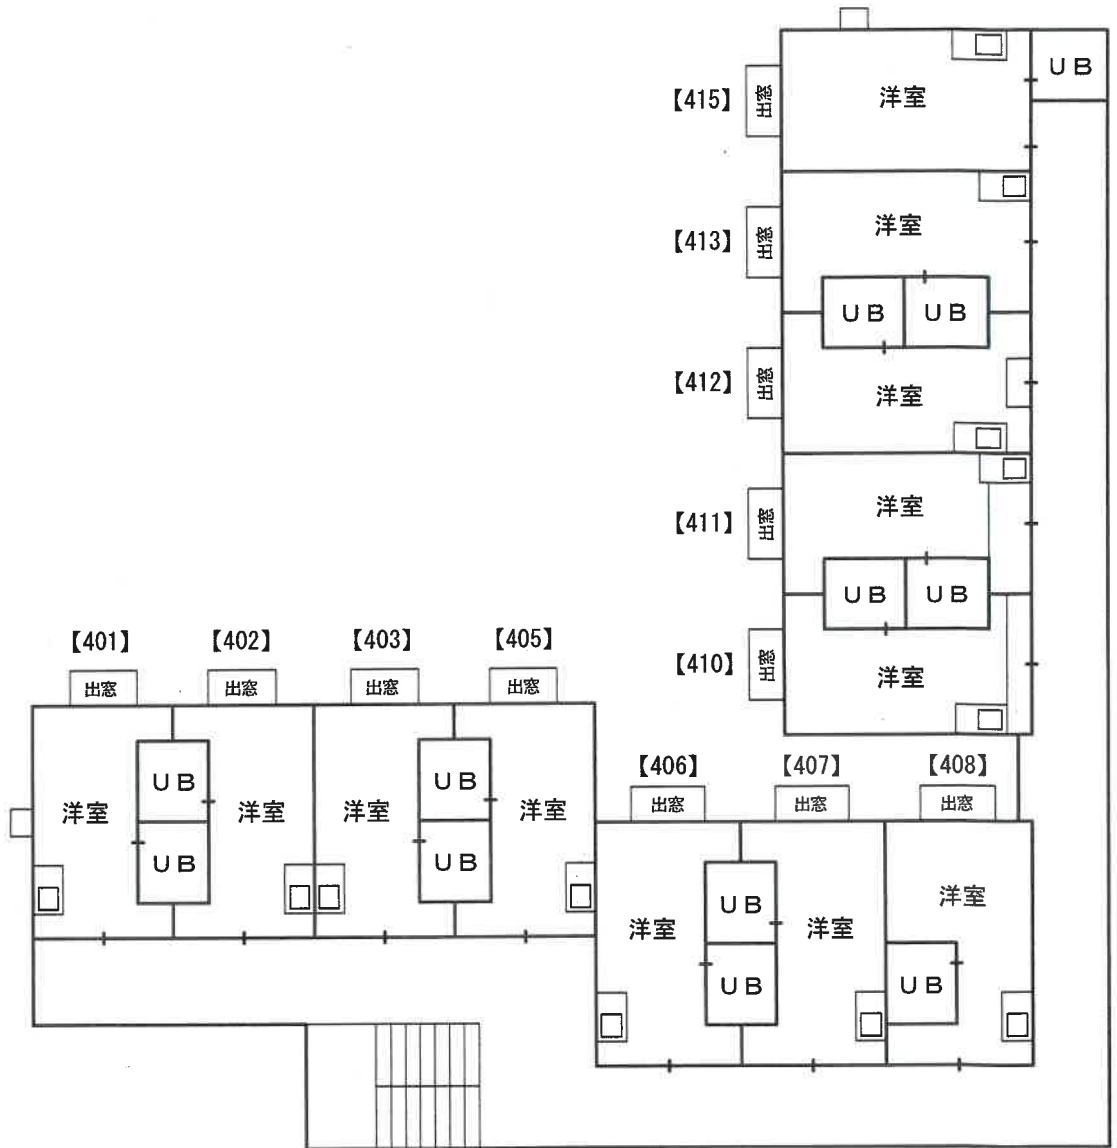 UB
【415】
出窓
洋室
【413】
出窓
洋室
UB
UB
【412】
出窓
洋室
【411】
出窓
洋室
UB
UB
【410】
出窓
洋室
【401】
【402】
【403】
【405】
出窓
出窓
出窓
出窓
UB
UB
洋室
洋室
洋室
洋室
UB
UB
【406】
【407】
【408】
出窓
出窓
出窓
洋室
UB
洋室
洋室
UB
UB